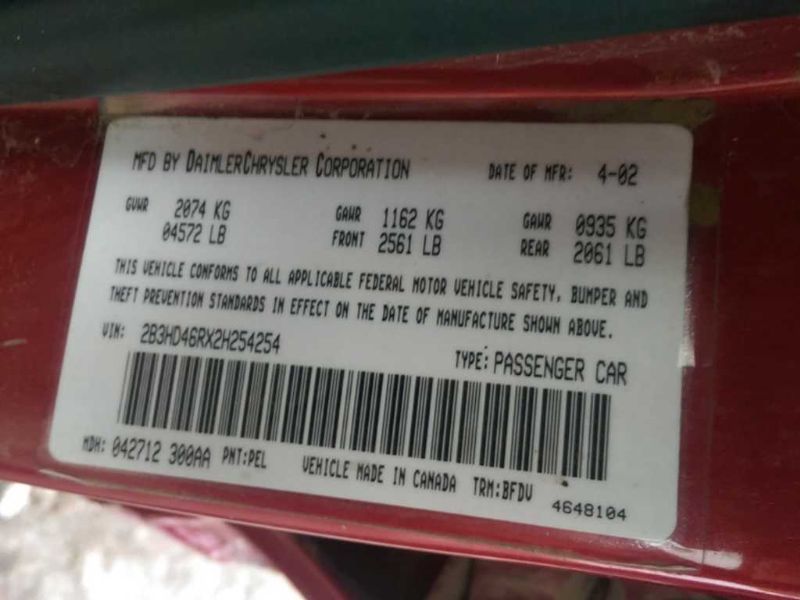 MFD BY DAIMLERCHRYSLER CORPORATION DATE OF MFR: 4-02
GVWR 2074 KG GAWR 1162 KG GAWR 0935 KG
04572 LB FRONT 2561 LB REAR 2061 LB
THIS VEHICLE CONFORMS TO ALL APPLICABLE FEDERAL MOTOR VEHICLE SAFETY, BUMPER AND
THEFT PREVENTION STANDARDS IN EFFECT ON THE DATE OF MANUFACTURE SHOWN ABOVE.
VIN: 2B3HD46RX2H254254 TYPE: PASSENGER CAR
MDH: 042712 300AA PNT:PEL VEHICLE MADE IN CANADA TRM:BFDV 4648104